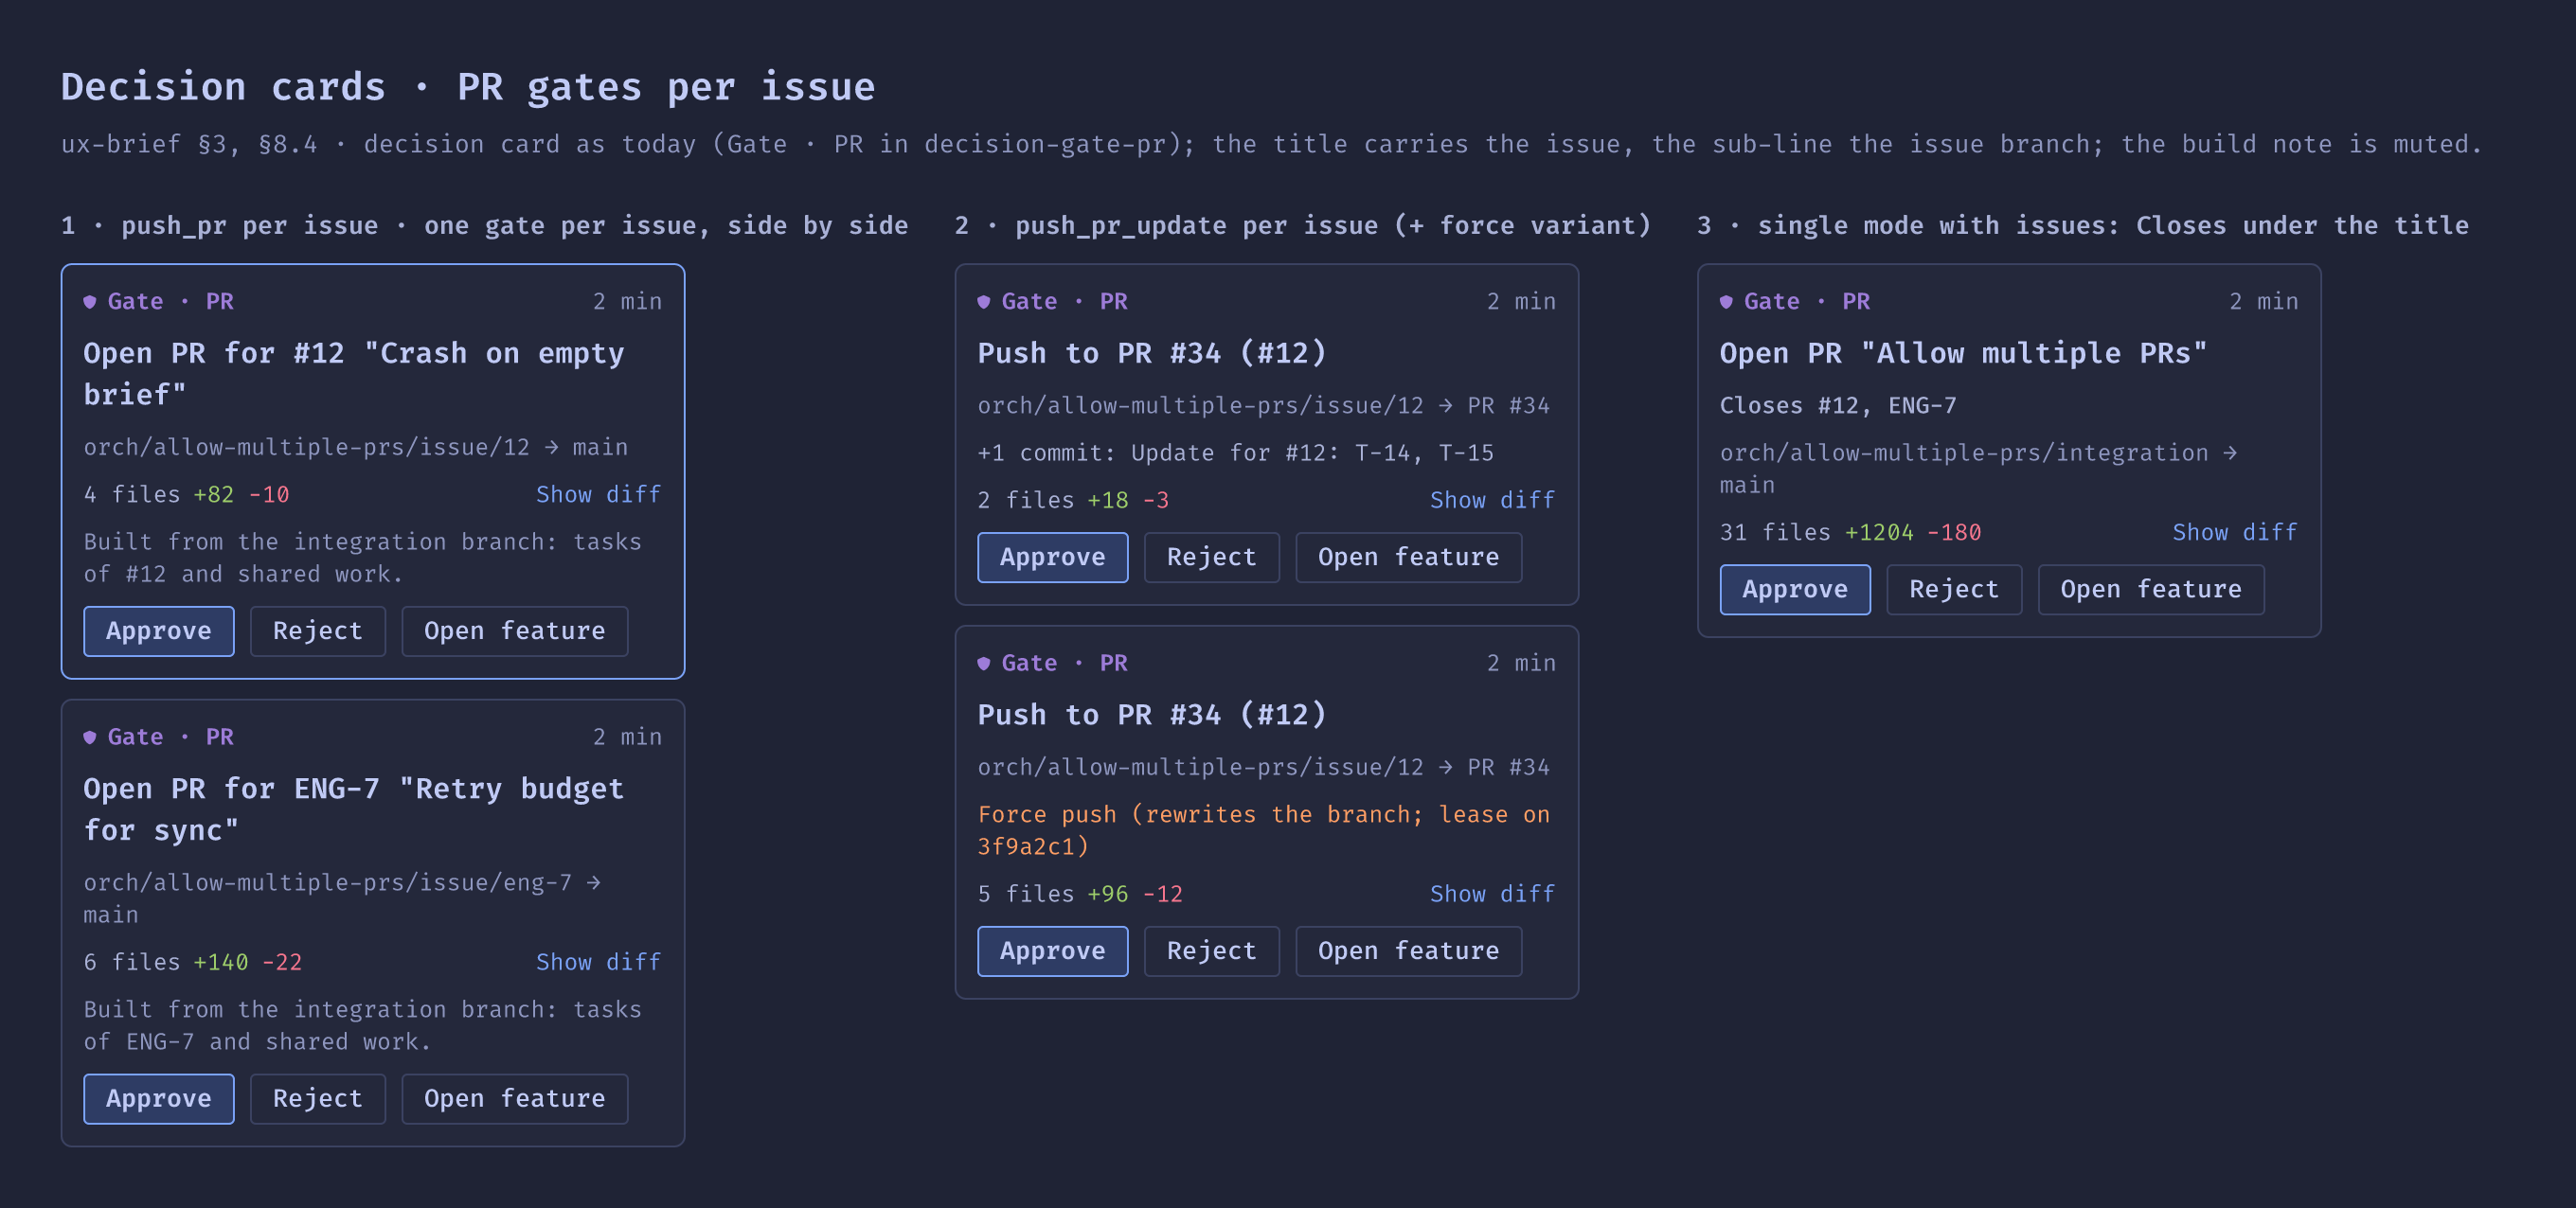 Decision cards · PR gates per issue
ux-brief §3, §8.4 · decision card as today (Gate · PR in decision-gate-pr); the title carries the issue, the sub-line the issue branch; the build note is muted.
1 · push_pr per issue · one gate per issue, side by side
Gate · PR
2 min
Open PR for #12 "Crash on empty
brief"
orch/allow-multiple-prs/issue/12 → main
4 files +82 -10
Show diff
Built from the integration branch: tasks
of #12 and shared work.
Approve
Reject
Open feature
Gate · PR
2 min
Open PR for ENG-7 "Retry budget
for sync"
orch/allow-multiple-prs/issue/eng-7 →
main
6 files +140 -22
Show diff
Built from the integration branch: tasks
of ENG-7 and shared work.
Approve
Reject
Open feature
2 · push_pr_update per issue (+ force variant)
Gate · PR
2 min
Push to PR #34 (#12)
orch/allow-multiple-prs/issue/12 → PR #34
+1 commit: Update for #12: T-14, T-15
2 files +18 -3
Show diff
Approve
Reject
Open feature
Gate · PR
2 min
Push to PR #34 (#12)
orch/allow-multiple-prs/issue/12 → PR #34
Force push (rewrites the branch; lease on
3f9a2c1)
5 files +96 -12
Show diff
Approve
Reject
Open feature
3 · single mode with issues: Closes under the title
Gate · PR
2 min
Open PR "Allow multiple PRs"
Closes #12, ENG-7
orch/allow-multiple-prs/integration →
main
31 files +1204 -180
Show diff
Approve
Reject
Open feature